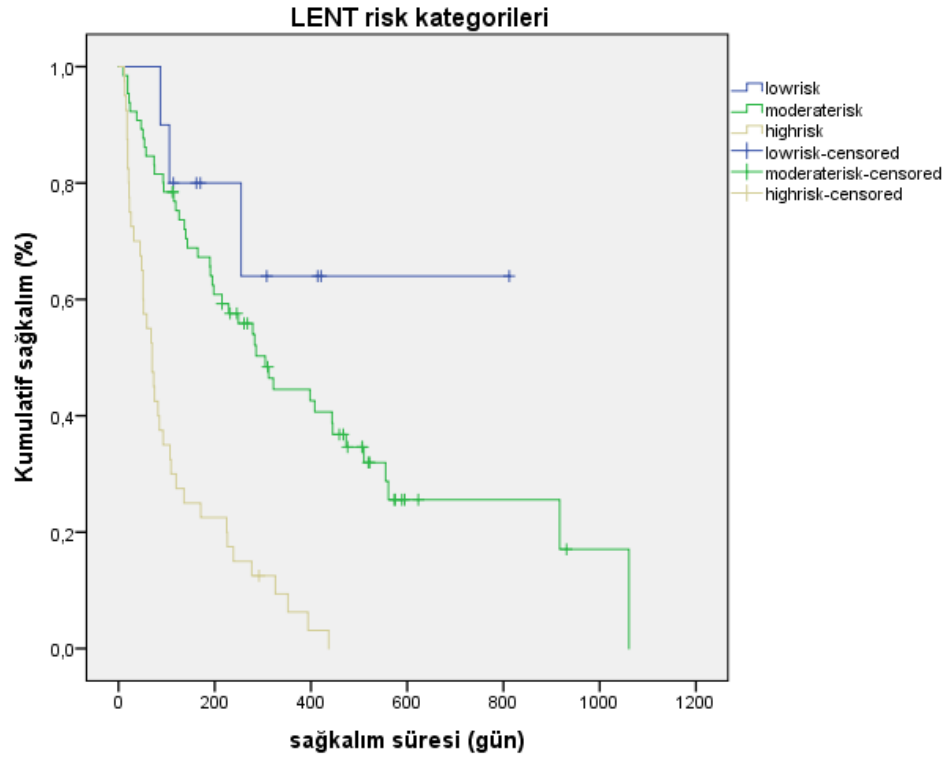 LENT risk kategorileri
Kumulatif sağkalım (%)
1,0
0,8
0,6
0,4
0,2
0,0
0 200 400 600 800 1000 1200
sağkalım süresi (gün)
lowrisk
moderaterisk
highrisk
lowrisk-censored
moderaterisk-censored
highrisk-censored